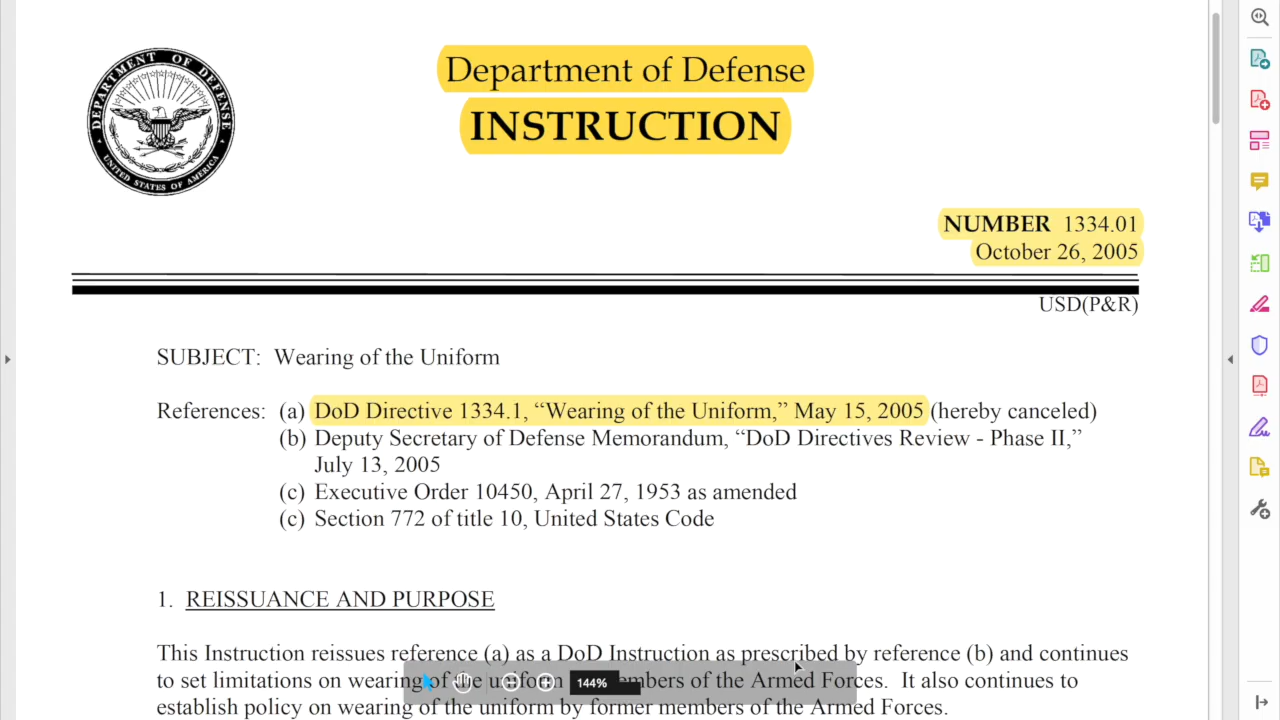 DEPARTMENT OF DEFENSE
UNITED STATES OF AMERICA
Department of Defense
INSTRUCTION
NUMBER 1334.01
October 26, 2005
USD(P&R)
SUBJECT: Wearing of the Uniform
References: (a) DoD Directive 1334.1, “Wearing of the Uniform,” May 15, 2005 (hereby canceled)
(b) Deputy Secretary of Defense Memorandum, “DoD Directives Review - Phase II,”
July 13, 2005
(c) Executive Order 10450, April 27, 1953 as amended
(c) Section 772 of title 10, United States Code
1. REISSUANCE AND PURPOSE
This Instruction reissues reference (a) as a DoD Instruction as prescribed by reference (b) and continues
to set limitations on wearing of the uniform members of the Armed Forces. It also continues to
144%
establish policy on wearing of the uniform by former members of the Armed Forces.